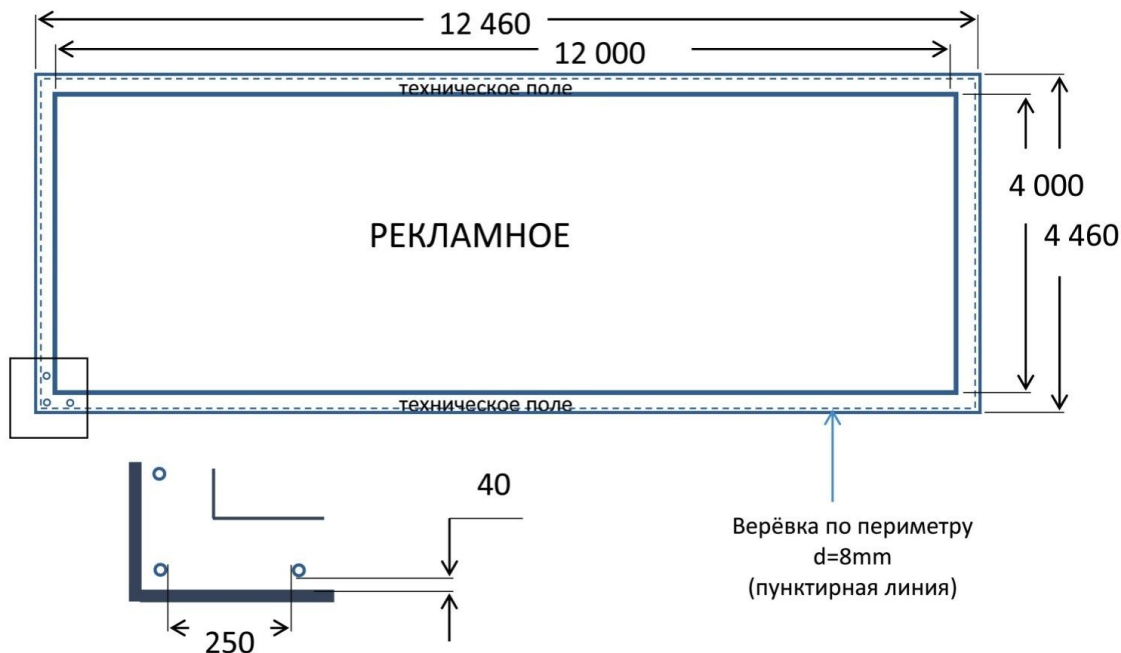 12 460
12 000
техническое поле
4 000
РЕКЛАМНОЕ
4 460
техническое поле
40
Верёвка по периметру
d=8mm
(пунктирная линия)
250